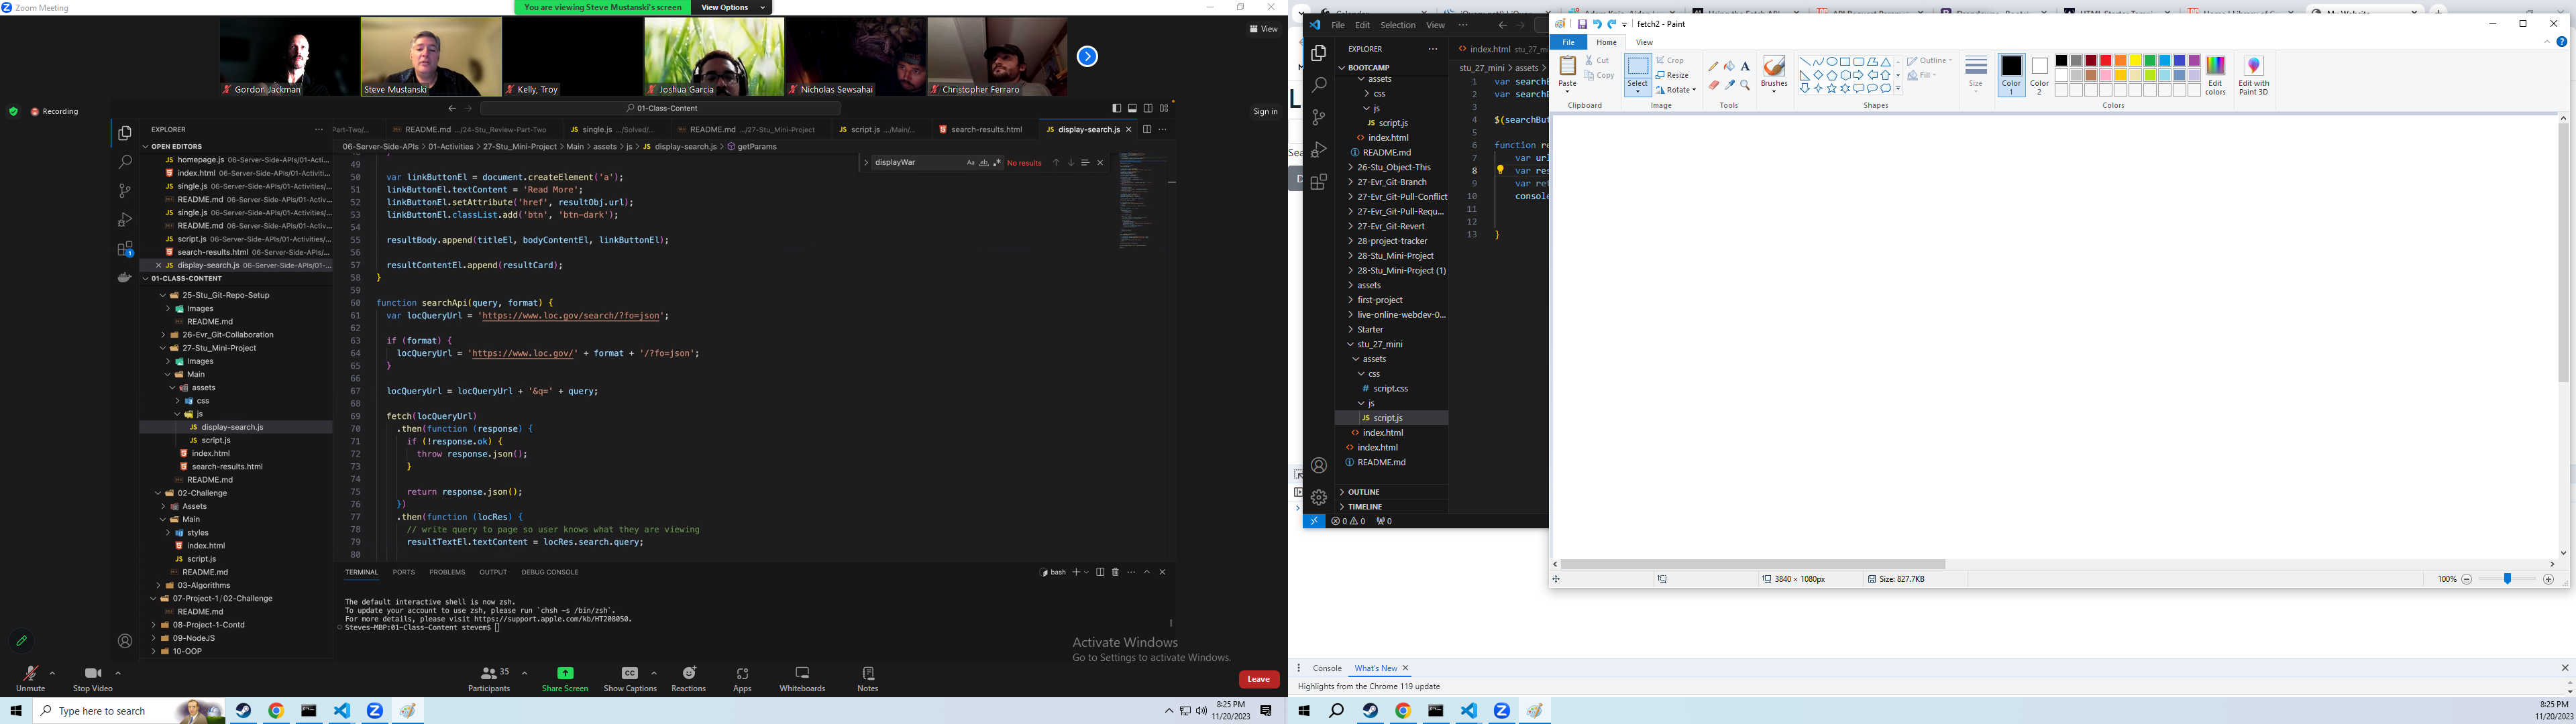 Zoom Meeting
You are viewing Steve Mustanski's screen
View Options
View
Gordon Jackman
Steve Mustanski
Kelly, Troy
Joshua Garcia
Nicholas Sewsahai
Christopher Ferraro
Recording
01-Class-Content
Sign in
EXPLORER
OPEN EDITORS
homepage.js 06-Server-Side-APIs/01-Acti...
index.html 06-Server-Side-APIs/01-Activi...
single.js 06-Server-Side-APIs/01-Activities/...
README.md 06-Server-Side-APIs/01-Activ...
single.js 06-Server-Side-APIs/01-Activities/...
README.md 06-Server-Side-APIs/01-Activ...
script.js 06-Server-Side-APIs/01-Activities/...
search-results.html 06-Server-Side-APIs/...
display-search.js 06-Server-Side-APIs/01-...
01-CLASS-CONTENT
25-Stu_Git-Repo-Setup
Images
README.md
26-Evr_Git-Collaboration
27-Stu_Mini-Project
Images
Main
assets
css
js
display-search.js
script.js
index.html
search-results.html
README.md
02-Challenge
Assets
Main
styles
index.html
script.js
README.md
03-Algorithms
07-Project-1 / 02-Challenge
README.md
08-Project-1-Contd
09-NodeJS
10-OOP
Part-Two/...
README.md .../24-Stu_Review-Part-Two
single.js .../Solved/...
README.md .../27-Stu_Mini-Project
script.js .../Main/...
search-results.html
display-search.js
06-Server-Side-APIs > 01-Activities > 27-Stu_Mini-Project > Main > assets > js > display-search.js > getParams
displayWar
Aa
No results
49
50 var linkButtonEl = document.createElement('a');
51 linkButtonEl.textContent = 'Read More';
52 linkButtonEl.setAttribute('href', resultObj.url);
53 linkButtonEl.classList.add('btn', 'btn-dark');
54
55 resultBody.append(titleEl, bodyContentEl, linkButtonEl);
56
57 resultContentEl.append(resultCard);
58 }
59
60 function searchApi(query, format) {
61 var locQueryUrl = 'https://www.loc.gov/search/?fo=json';
62
63 if (format) {
64 locQueryUrl = 'https://www.loc.gov/' + format + '/?fo=json';
65 }
66
67 locQueryUrl = locQueryUrl + '&q=' + query;
68
69 fetch(locQueryUrl)
70 .then(function (response) {
71 if (!response.ok) {
72 throw response.json();
73 }
74
75 return response.json();
76 })
77 .then(function (locRes) {
78 // write query to page so user knows what they are viewing
79 resultTextEl.textContent = locRes.search.query;
80
TERMINAL PORTS PROBLEMS OUTPUT DEBUG CONSOLE
bash
The default interactive shell is now zsh.
To update your account to use zsh, please run `chsh -s /bin/zsh`.
For more details, please visit https://support.apple.com/kb/HT208050.
Steves-MBP:01-Class-Content stevem$
Activate Windows
Go to Settings to activate Windows.
Unmute
Stop Video
Participants
35
Share Screen
Show Captions
Reactions
Apps
Whiteboards
Notes
Leave
Type here to search
8:25 PM
11/20/2023
File Edit Selection View
EXPLORER
BOOTCAMP
assets
css
js
script.js
index.html
README.md
26-Stu_Object-This
27-Evr_Git-Branch
27-Evr_Git-Pull-Conflict
27-Evr_Git-Pull-Requ...
27-Evr_Git-Revert
28-project-tracker
28-Stu_Mini-Project
28-Stu_Mini-Project (1)
assets
first-project
live-online-webdev-0...
Starter
stu_27_mini
assets
css
script.css
js
script.js
index.html
index.html
README.md
OUTLINE
TIMELINE
0 0 0
index.html stu_27_mi
stu_27_mini > assets >
1 var searchB
2 var searchB
3
4 $(searchBut
5
6 function re
7 var url
8 var res
9 var ret
10 console
11
12
13 }
fetch2 - Paint
File
Home
View
Paste
Cut
Copy
Clipboard
Select
Crop
Resize
Rotate
Image
Tools
Brushes
Shapes
Outline
Fill
Size
Color 1
Color 2
Edit colors
Edit with Paint 3D
Colors
3840 × 1080px
Size: 827.7KB
100%
Console
What's New
Highlights from the Chrome 119 update
8:25 PM
11/20/2023